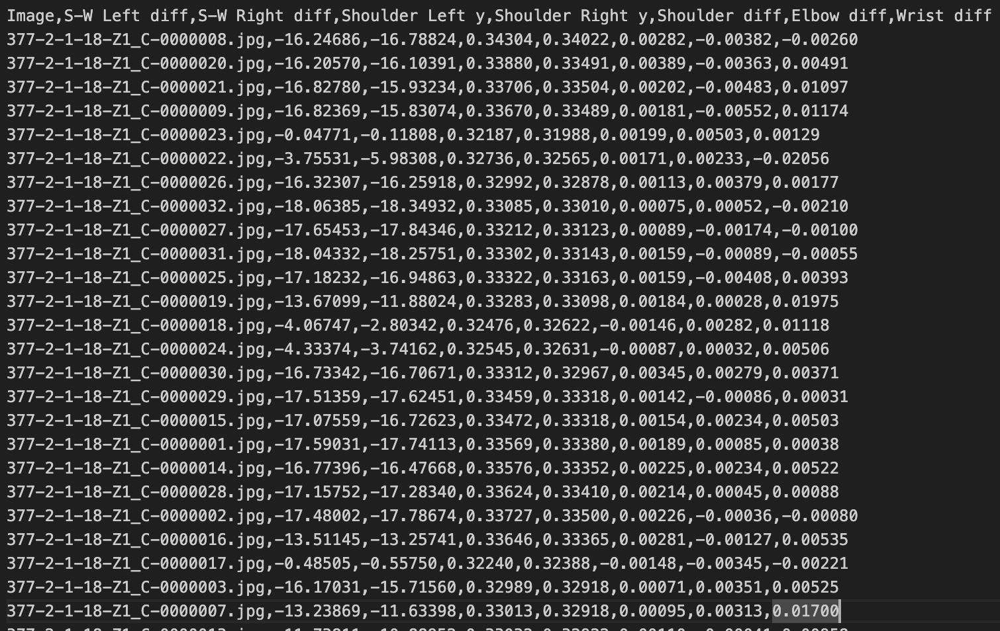 Image,S-W Left diff,S-W Right diff,Shoulder Left y,Shoulder Right y,Shoulder diff,Elbow diff,Wrist diff
377-2-1-18-Z1_C-0000008.jpg,-16.24686,-16.78824,0.34304,0.34022,0.00282,-0.00382,-0.00260
377-2-1-18-Z1_C-0000020.jpg,-16.20570,-16.10391,0.33880,0.33491,0.00389,-0.00363,0.00491
377-2-1-18-Z1_C-0000021.jpg,-16.82780,-15.93234,0.33706,0.33504,0.00202,-0.00483,0.01097
377-2-1-18-Z1_C-0000009.jpg,-16.82369,-15.83074,0.33670,0.33489,0.00181,-0.00552,0.01174
377-2-1-18-Z1_C-0000023.jpg,-0.04771,-0.11808,0.32187,0.31988,0.00199,0.00503,0.00129
377-2-1-18-Z1_C-0000022.jpg,-3.75531,-5.98308,0.32736,0.32565,0.00171,0.00233,-0.02056
377-2-1-18-Z1_C-0000026.jpg,-16.32307,-16.25918,0.32992,0.32878,0.00113,0.00379,0.00177
377-2-1-18-Z1_C-0000032.jpg,-18.06385,-18.34932,0.33085,0.33010,0.00075,0.00052,-0.00210
377-2-1-18-Z1_C-0000027.jpg,-17.65453,-17.84346,0.33212,0.33123,0.00089,-0.00174,-0.00100
377-2-1-18-Z1_C-0000031.jpg,-18.04332,-18.25751,0.33302,0.33143,0.00159,-0.00089,-0.00055
377-2-1-18-Z1_C-0000025.jpg,-17.18232,-16.94863,0.33322,0.33163,0.00159,-0.00408,0.00393
377-2-1-18-Z1_C-0000019.jpg,-13.67099,-11.88024,0.33283,0.33098,0.00184,0.00028,0.01975
377-2-1-18-Z1_C-0000018.jpg,-4.06747,-2.80342,0.32476,0.32622,-0.00146,0.00282,0.01118
377-2-1-18-Z1_C-0000024.jpg,-4.33374,-3.74162,0.32545,0.32631,-0.00087,0.00032,0.00506
377-2-1-18-Z1_C-0000030.jpg,-16.73342,-16.70671,0.33312,0.32967,0.00345,0.00279,0.00371
377-2-1-18-Z1_C-0000029.jpg,-17.51359,-17.62451,0.33459,0.33318,0.00142,-0.00086,0.00031
377-2-1-18-Z1_C-0000015.jpg,-17.07559,-16.72623,0.33472,0.33318,0.00154,0.00234,0.00503
377-2-1-18-Z1_C-0000001.jpg,-17.59031,-17.74113,0.33569,0.33380,0.00189,0.00085,0.00038
377-2-1-18-Z1_C-0000014.jpg,-16.77396,-16.47668,0.33576,0.33352,0.00225,0.00234,0.00522
377-2-1-18-Z1_C-0000028.jpg,-17.15752,-17.28340,0.33624,0.33410,0.00214,0.00045,0.00088
377-2-1-18-Z1_C-0000002.jpg,-17.48002,-17.78674,0.33727,0.33500,0.00226,-0.00036,-0.00080
377-2-1-18-Z1_C-0000016.jpg,-13.51145,-13.25741,0.33646,0.33365,0.00281,-0.00127,0.00535
377-2-1-18-Z1_C-0000017.jpg,-0.48505,-0.55750,0.32240,0.32388,-0.00148,-0.00345,-0.00221
377-2-1-18-Z1_C-0000003.jpg,-16.17031,-15.71560,0.32989,0.32918,0.00071,0.00351,0.00525
377-2-1-18-Z1_C-0000007.jpg,-13.23869,-11.63398,0.33013,0.32918,0.00095,0.00313,0.01700